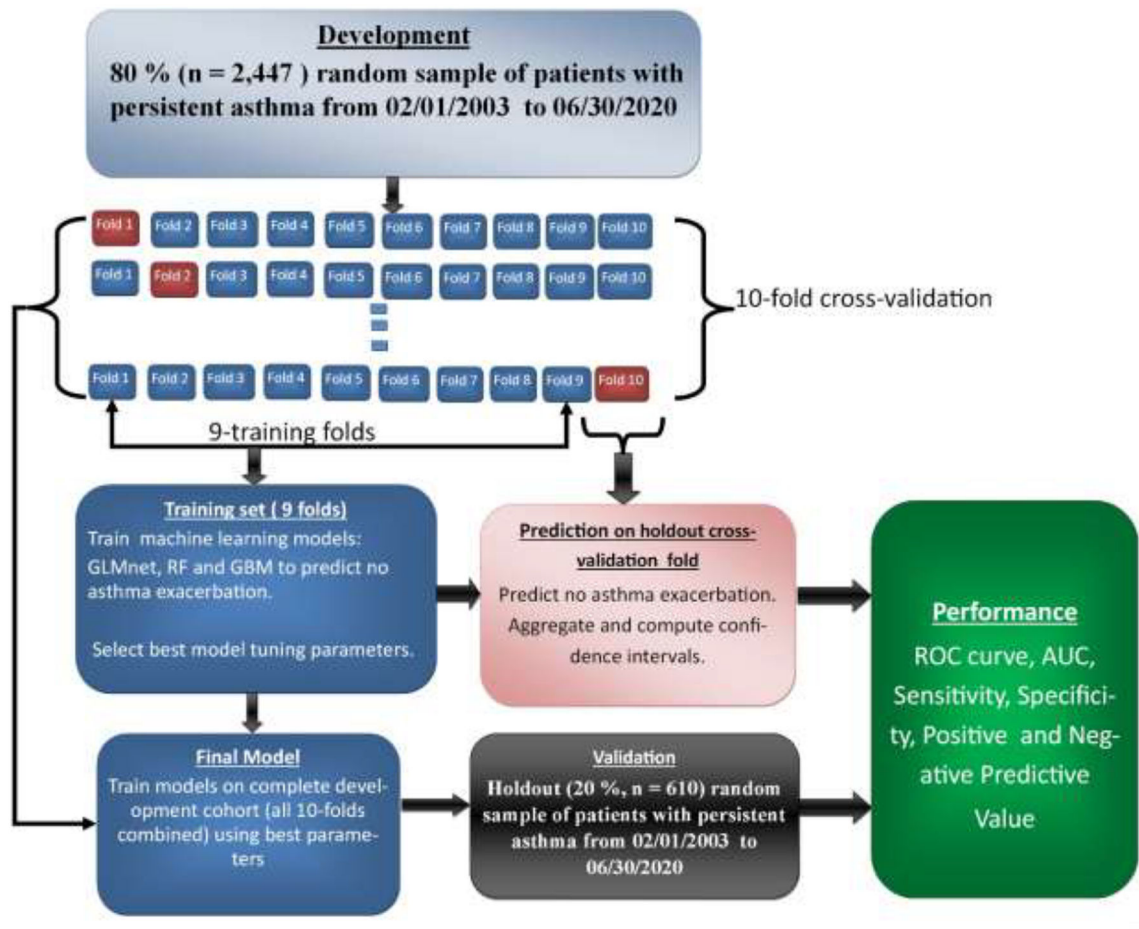 Development
80 % (n = 2,447 ) random sample of patients with
persistent asthma from 02/01/2003 to 06/30/2020
Fold 1 Fold 2 Fold 3 Fold 4 Fold 5 Fold 6 Fold 7 Fold 8 Fold 9 Fold 10
Fold 1 Fold 2 Fold 3 Fold 4 Fold 5 Fold 6 Fold 7 Fold 8 Fold 9 Fold 10
10-fold cross-validation
Fold 1 Fold 2 Fold 3 Fold 4 Fold 5 Fold 6 Fold 7 Fold 8 Fold 9 Fold 10
9-training folds
Training set ( 9 folds)
Train machine learning models:
GLMnet, RF and GBM to predict no
asthma exacerbation.
Select best model tuning parameters.
Prediction on holdout cross-
validation fold
Predict no asthma exacerbation.
Aggregate and compute confi-
dence intervals.
Performance
ROC curve, AUC,
Sensitivity, Specifici-
ty, Positive and Neg-
ative Predictive
Value
Final Model
Train models on complete devel-
opment cohort (all 10-folds
combined) using best parame-
ters
Validation
Holdout (20 %, n = 610) random
sample of patients with persistent
asthma from 02/01/2003 to
06/30/2020